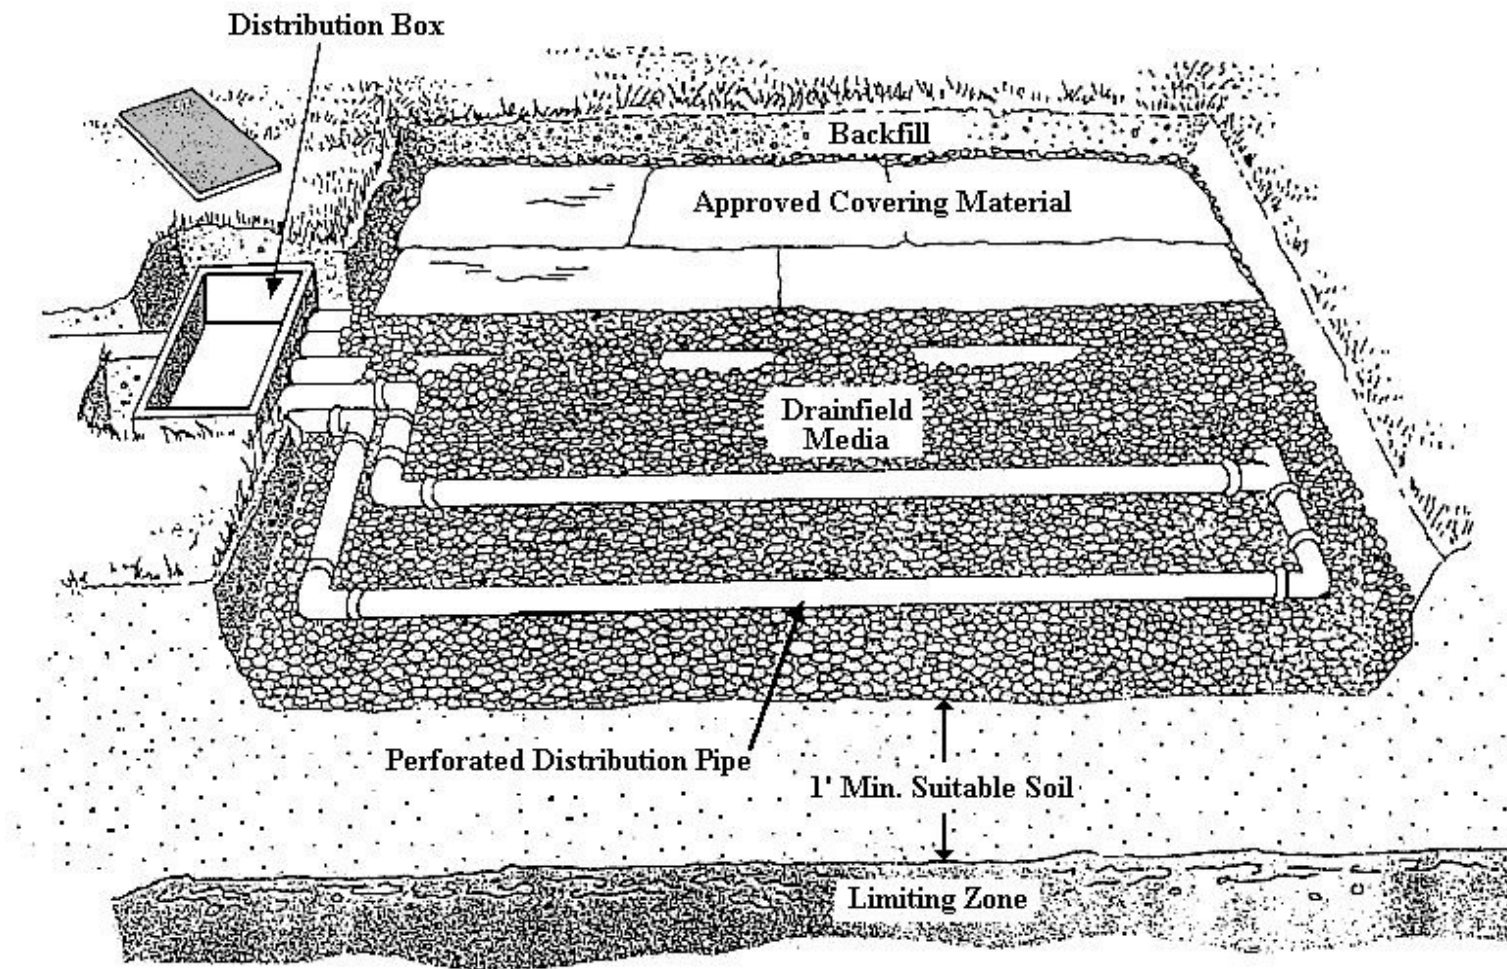 Distribution Box
Backfill
Approved Covering Material
Drainfield
Media
Perforated Distribution Pipe
1' Min. Suitable Soil
Limiting Zone